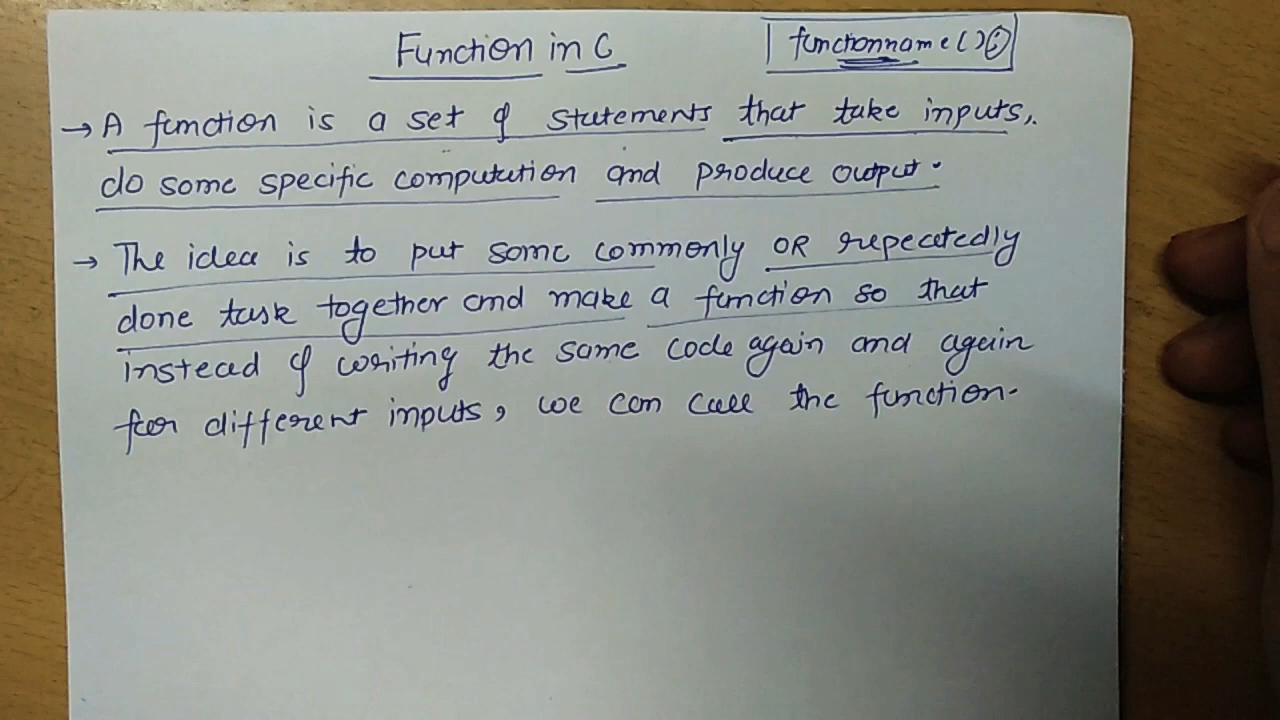 Function in C
functionname();
→ A function is a set of statements that take inputs,
do some specific computation and produce output.
→ The idea is to put some commonly OR repeatedly
done task together and make a function so that
instead of writing the same code again and again
for different inputs, we can call the function.